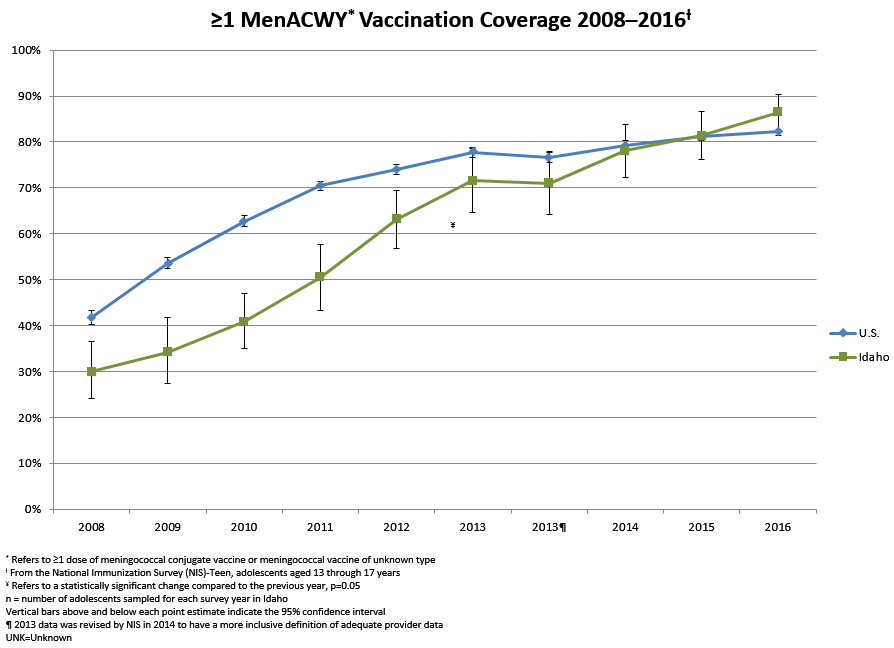 ≥1 MenACWY* Vaccination Coverage 2008–2016ƚ
100%
90%
80%
70%
60%
50%
40%
30%
20%
10%
0%
¥
2008 2009 2010 2011 2012 2013 2013¶ 2014 2015 2016
U.S.
Idaho
* Refers to ≥1 dose of meningococcal conjugate vaccine or meningococcal vaccine of unknown type
ƚ From the National Immunization Survey (NIS)-Teen, adolescents aged 13 through 17 years
¥ Refers to a statistically significant change compared to the previous year, p=0.05
n = number of adolescents sampled for each survey year in Idaho
Vertical bars above and below each point estimate indicate the 95% confidence interval
¶ 2013 data was revised by NIS in 2014 to have a more inclusive definition of adequate provider data
UNK=Unknown